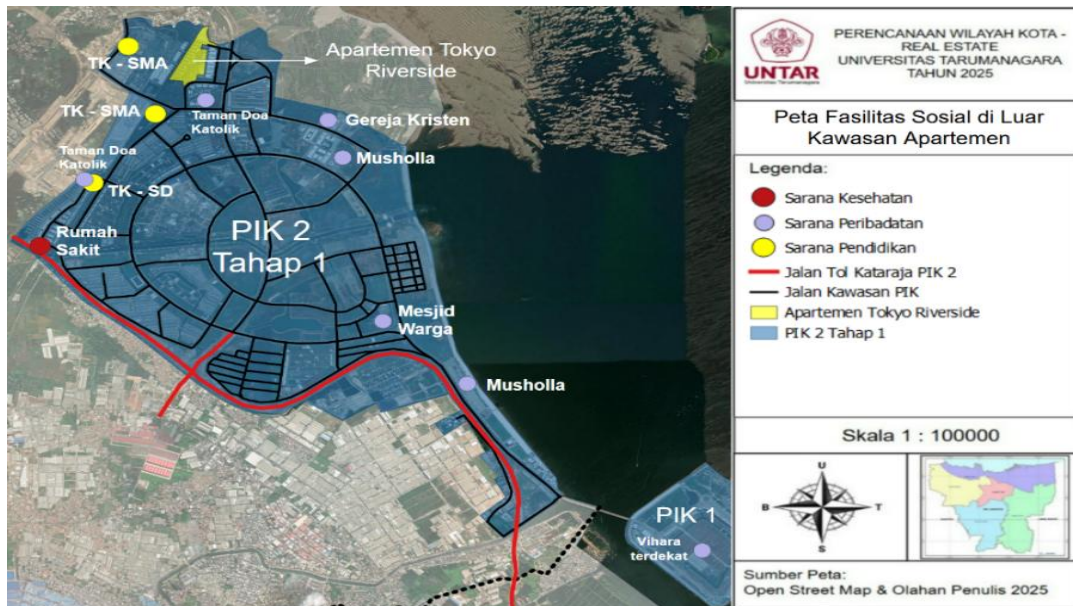 Apartemen Tokyo
Riverside
TK - SMA
TK - SMA
Taman Doa
Katolik
Gereja Kristen
Musholla
Taman Doa
Katolik
TK - SD
Rumah
Sakit
PIK 2
Tahap 1
Mesjid
Warga
Musholla
PIK 1
Vihara
terdekat
UNTAR
Universitas Tarumanagara
PERENCANAAN WILAYAH KOTA -
REAL ESTATE
UNIVERSITAS TARUMANAGARA
TAHUN 2025
Peta Fasilitas Sosial di Luar
Kawasan Apartemen
Legenda:
Sarana Kesehatan
Sarana Peribadatan
Sarana Pendidikan
Jalan Tol Kataraja PIK 2
Jalan Kawasan PIK
Apartemen Tokyo Riverside
PIK 2 Tahap 1
Skala 1 : 100000
U
B
T
S
Sumber Peta:
Open Street Map & Olahan Penulis 2025